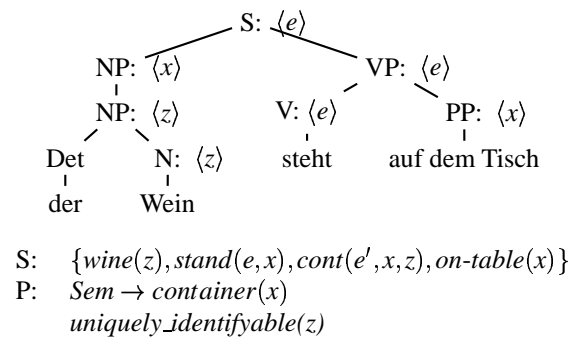 S: ⟨e⟩
NP: ⟨x⟩ VP: ⟨e⟩
NP: ⟨z⟩ V: ⟨e⟩ PP: ⟨x⟩
Det N: ⟨z⟩ steht auf dem Tisch
der Wein
S: {wine(z), stand(e, x), cont(e′, x, z), on-table(x)}
P: Sem → container(x)
uniquely_identifyable(z)